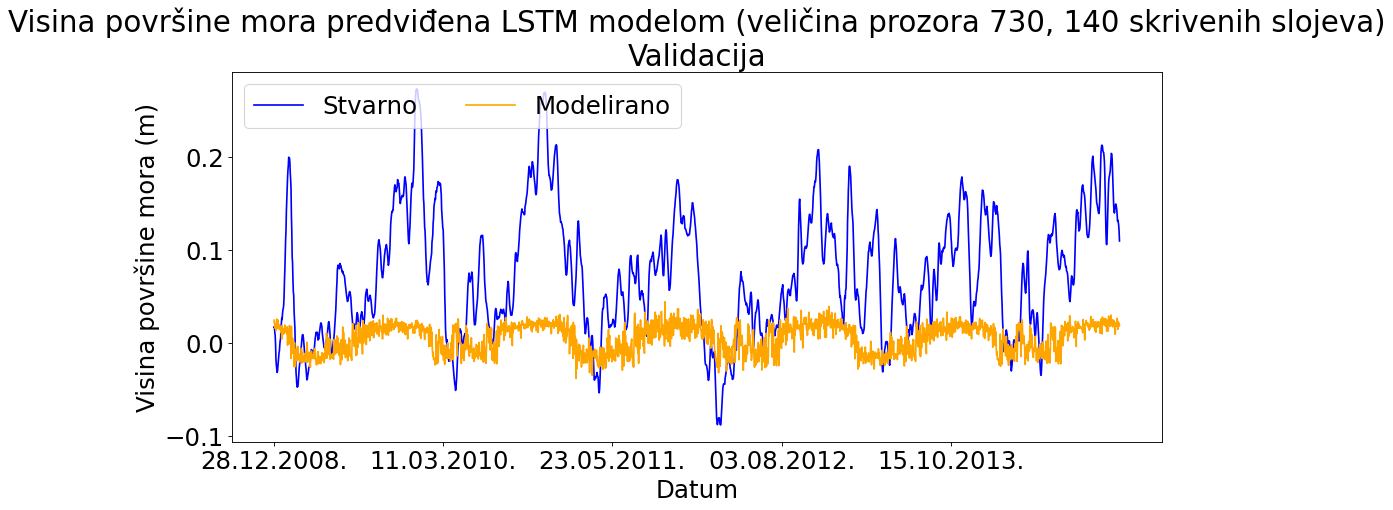 Visina površine mora predviđena LSTM modelom (veličina prozora 730, 140 skrivenih slojeva)
Validacija
Stvarno Modelirano
Visina površine mora (m)
0.2
0.1
0.0
−0.1
28.12.2008. 11.03.2010. 23.05.2011. 03.08.2012. 15.10.2013.
Datum